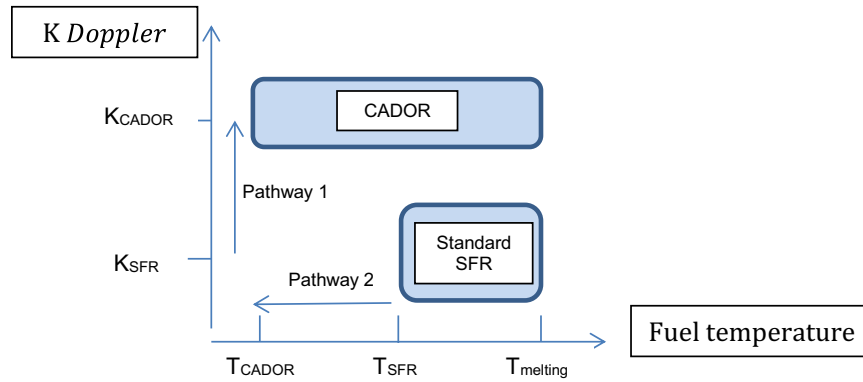 K Doppler
KCADOR
CADOR
Pathway 1
KSFR
Standard
SFR
Pathway 2
Fuel temperature
TCADOR
TSFR
Tmelting